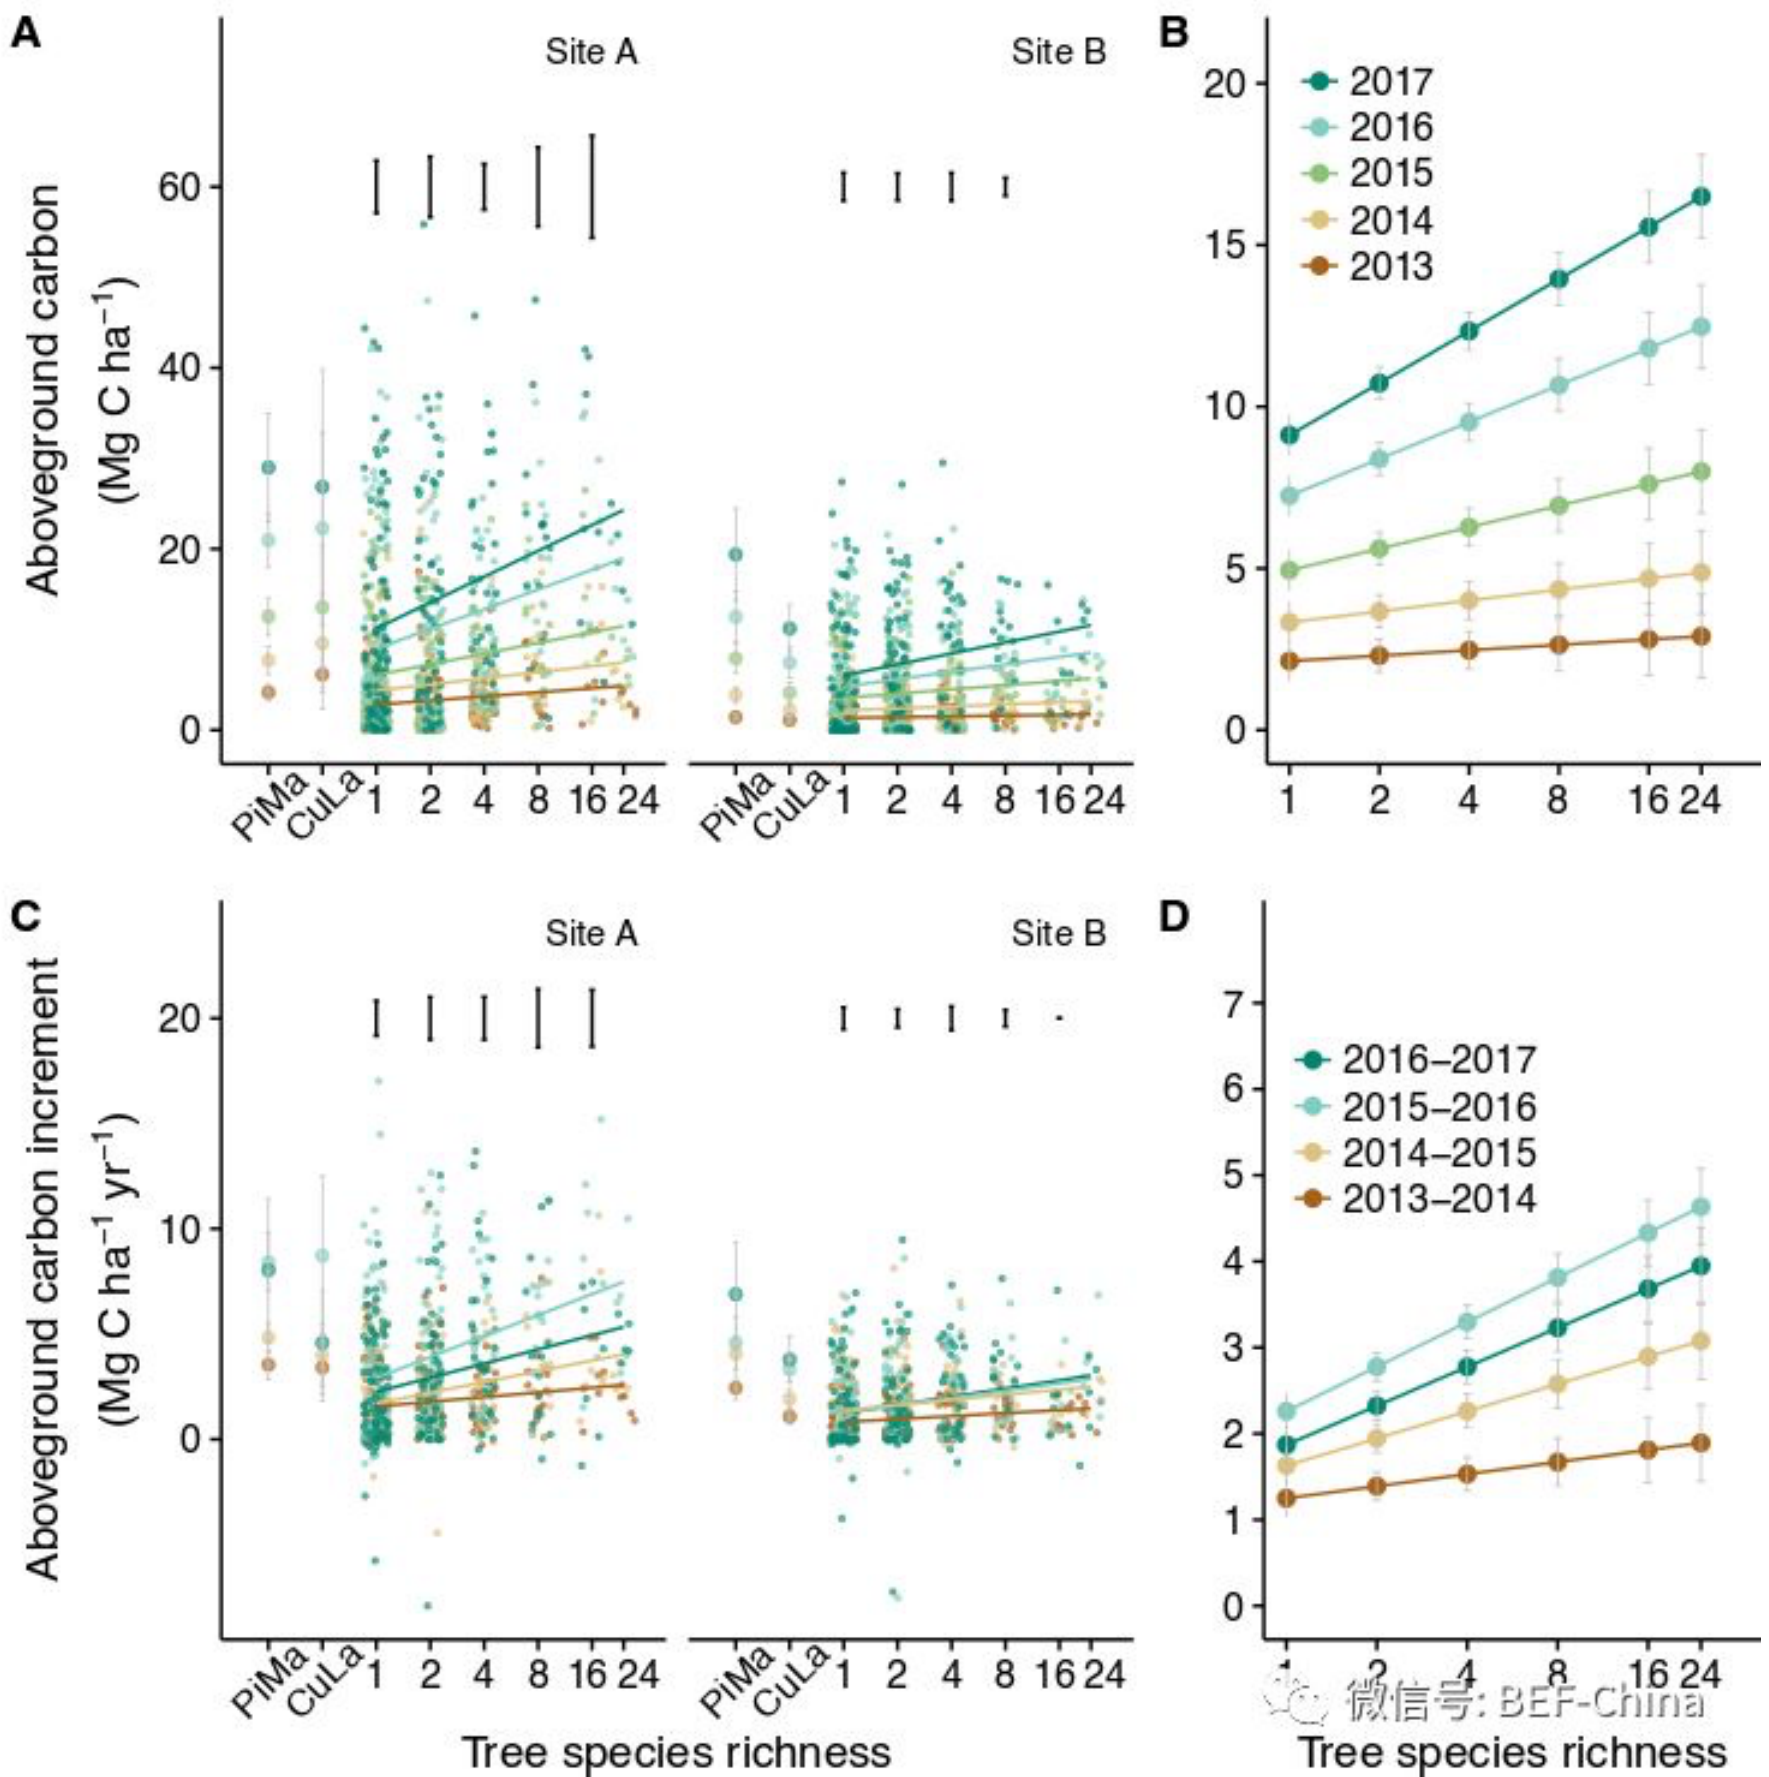 A
Site A
Site B
Aboveground carbon
(Mg C ha⁻¹)
60
40
20
0
PiMa CuLa 1 2 4 8 16 24
PiMa CuLa 1 2 4 8 16 24
B
20
15
10
5
0
2017
2016
2015
2014
2013
1 2 4 8 16 24
C
Site A
Site B
Aboveground carbon increment
(Mg C ha⁻¹ yr⁻¹)
20
10
0
PiMa CuLa 1 2 4 8 16 24
PiMa CuLa 1 2 4 8 16 24
Tree species richness
D
7
6
5
4
3
2
1
0
2016–2017
2015–2016
2014–2015
2013–2014
1 2 4 8 16 24
微信号: BEF-China
Tree species richness